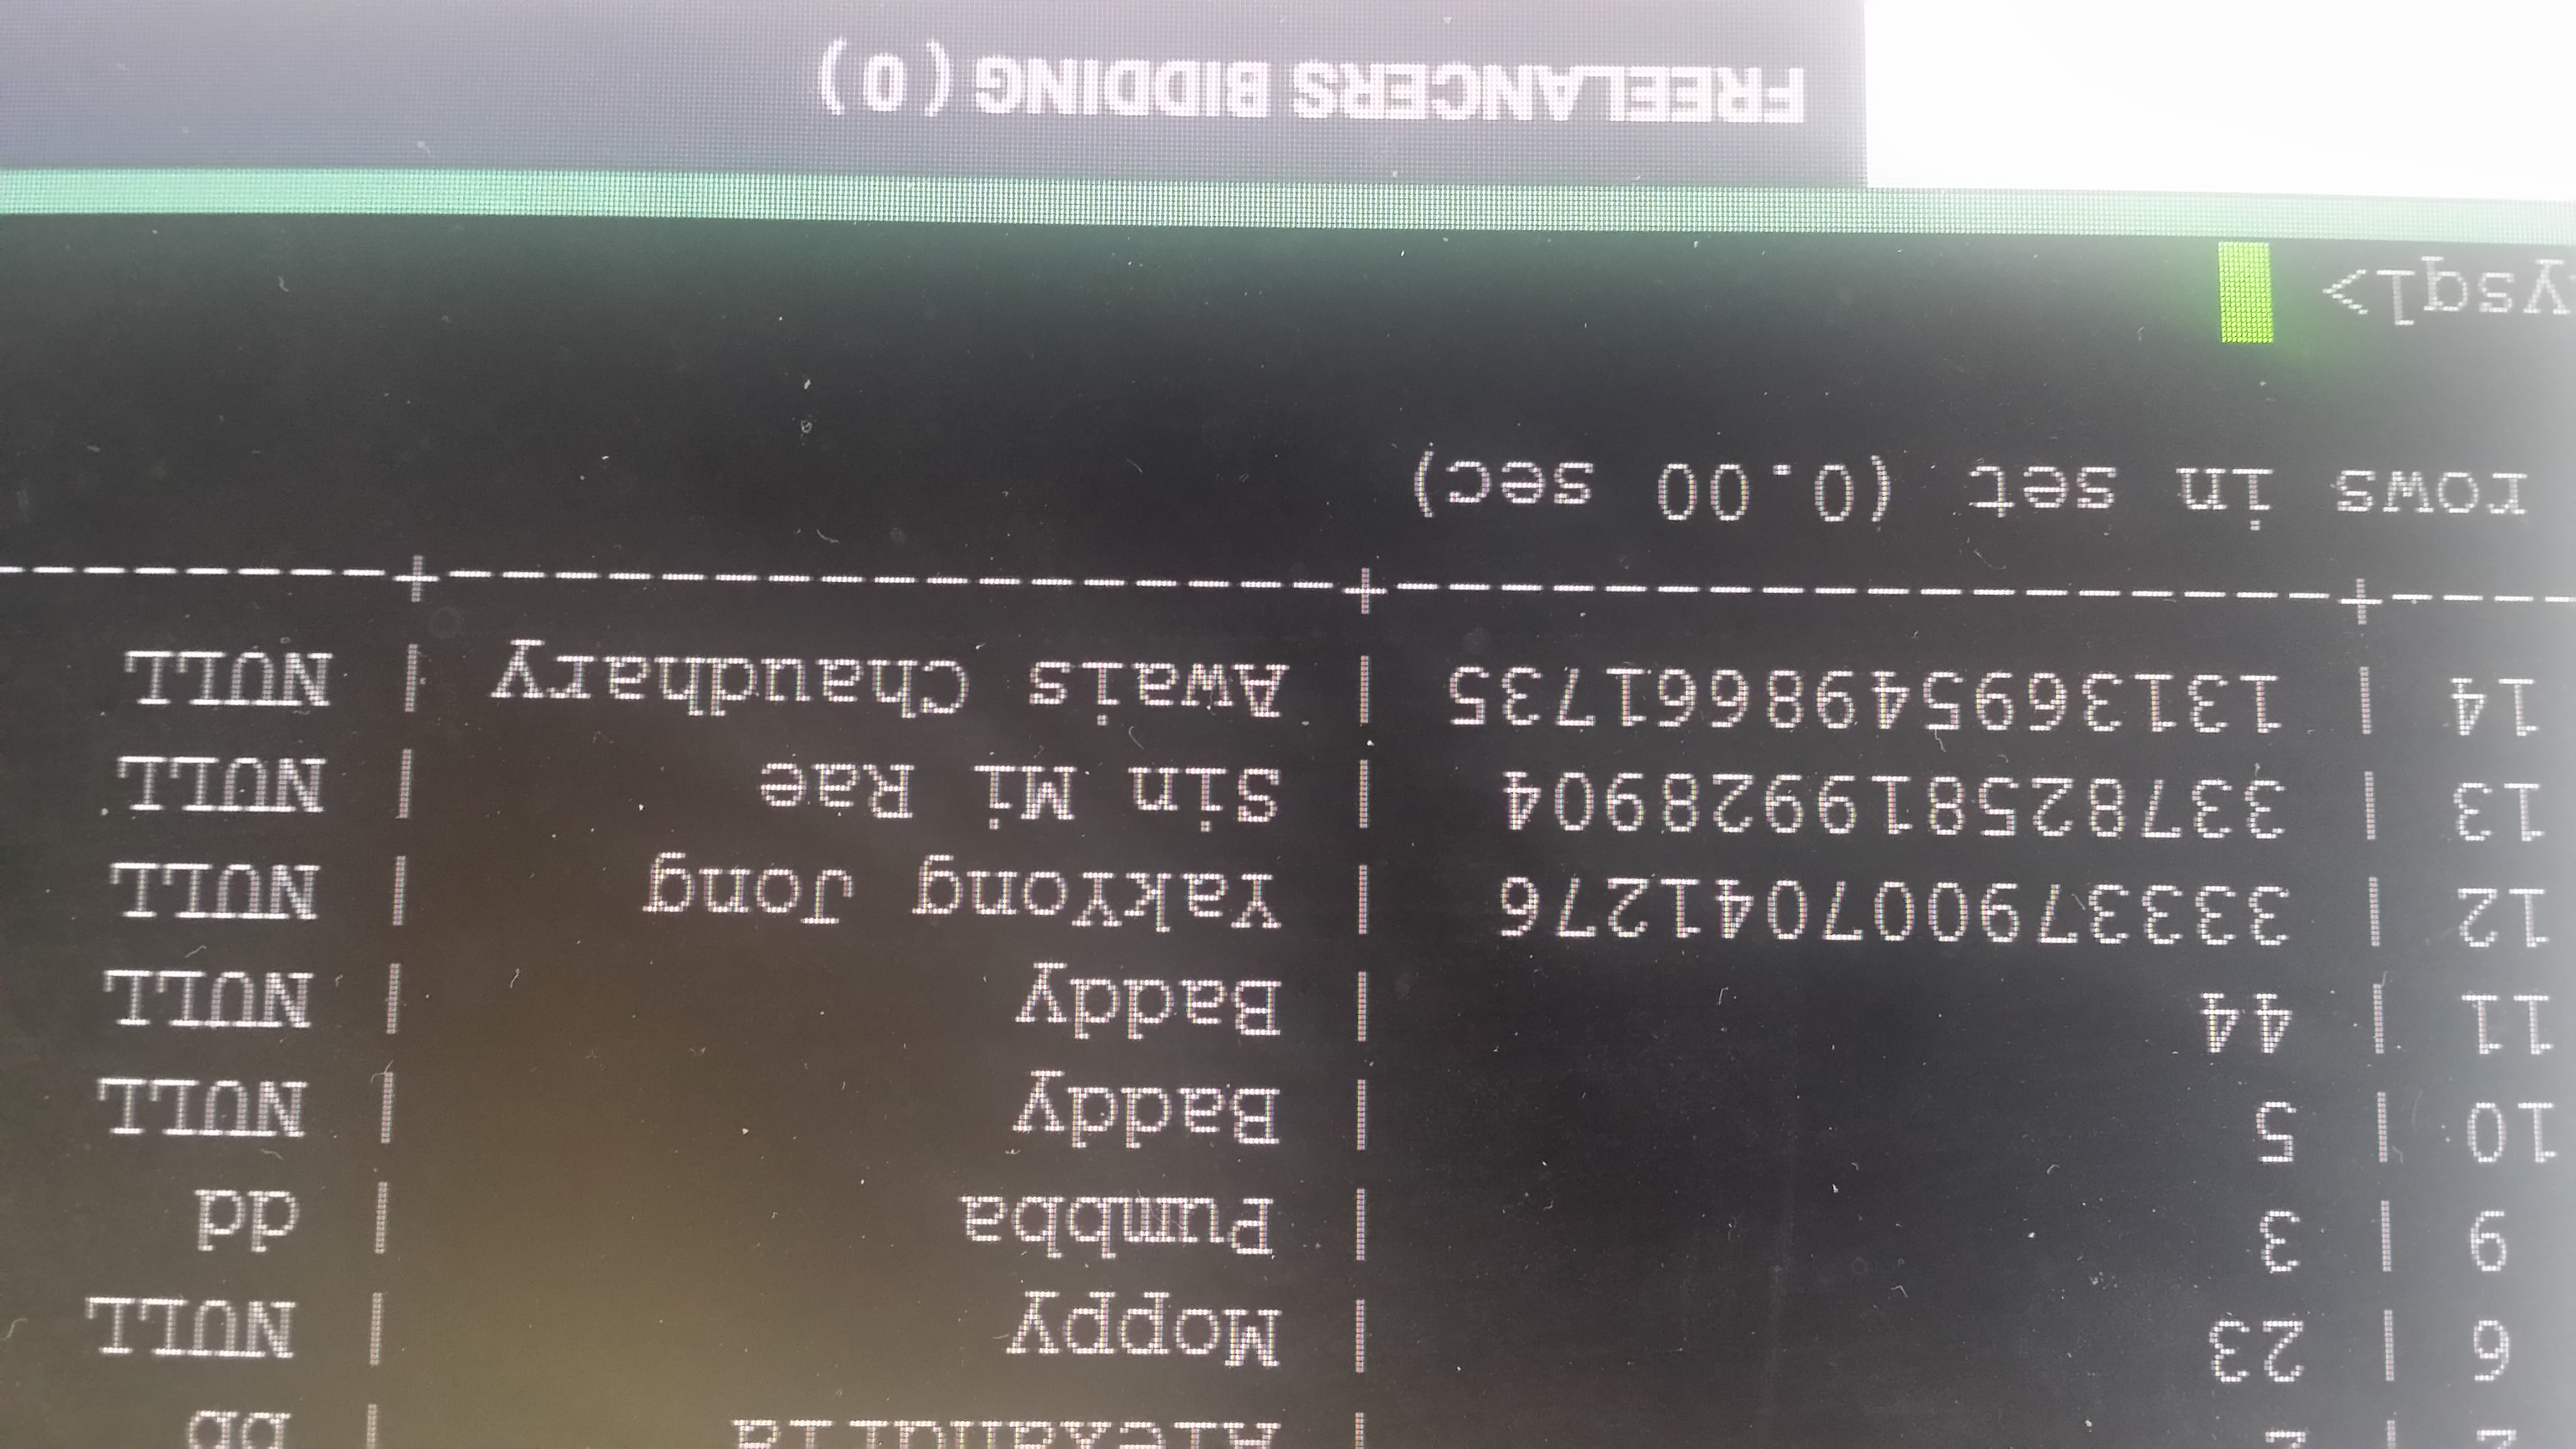 2 | 2 | Alexandria | bb
6 | 23 | Moppy | NULL
9 | 3 | Pumbba | dd
10 | 5 | Baddy | NULL
11 | 44 | Baddy | NULL
12 | 333379007041276 | YakYong Jong | NULL
13 | 337825819928904 | Sin Mi Rae | NULL
14 | 1313695498661735 | Awais Chaudhary | NULL
----+------------------+-----------------+-------
rows in set (0.00 sec)
ysql>
FREELANCERS BIDDING ( 0 )